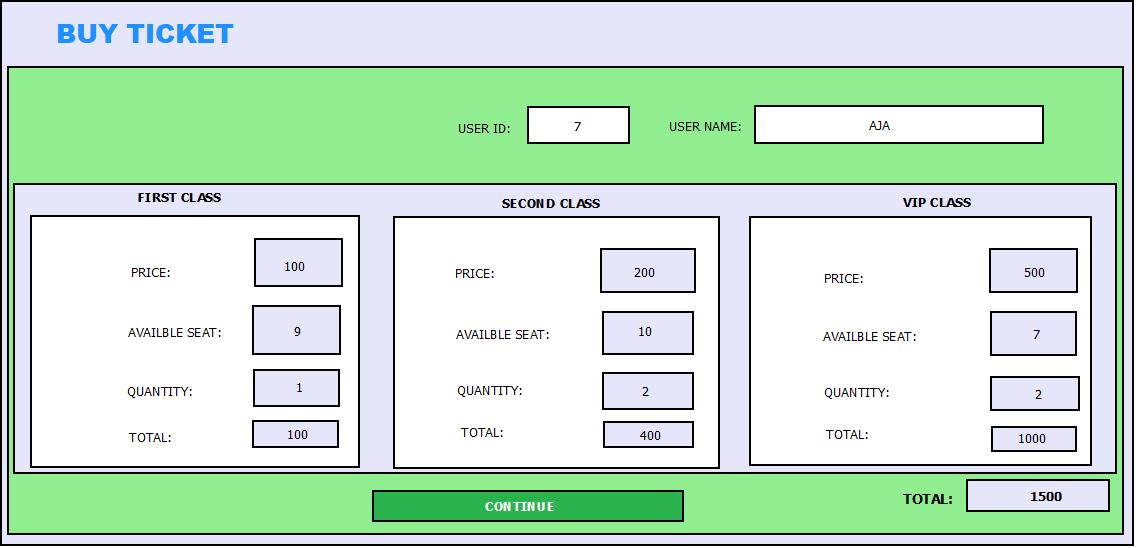 BUY TICKET
USER ID: 7 USER NAME: AJA
FIRST CLASS
PRICE: 100
AVAILBLE SEAT: 9
QUANTITY: 1
TOTAL: 100
SECOND CLASS
PRICE: 200
AVAILBLE SEAT: 10
QUANTITY: 2
TOTAL: 400
VIP CLASS
PRICE: 500
AVAILBLE SEAT: 7
QUANTITY: 2
TOTAL: 1000
CONTINUE
TOTAL: 1500